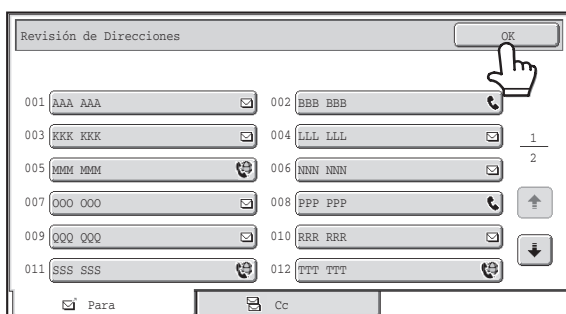 Revisión de Direcciones OK
001 AAA AAA 002 BBB BBB
003 KKK KKK 004 LLL LLL
1
005 MMM MMM 006 NNN NNN
2
007 OOO OOO 008 PPP PPP
009 QQQ QQQ 010 RRR RRR
011 SSS SSS 012 TTT TTT
Para Cc